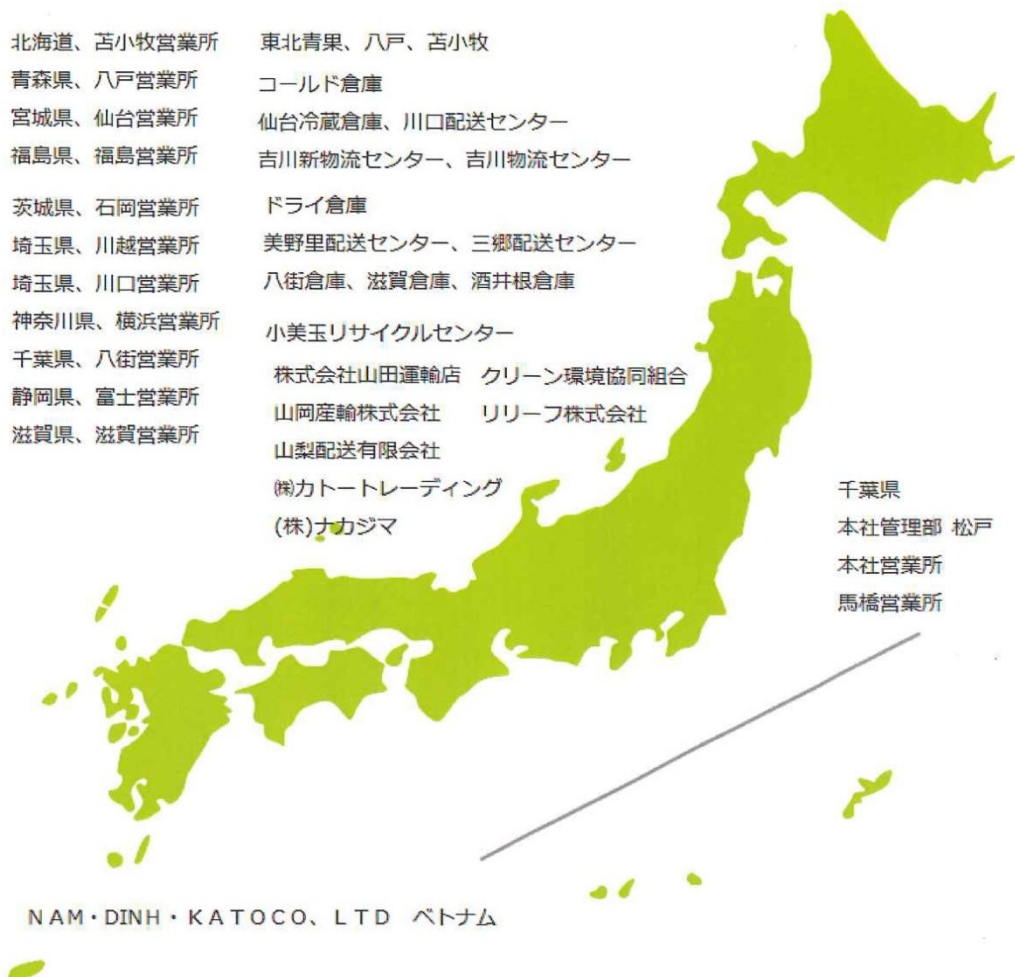 北海道、苫小牧営業所
青森県、八戸営業所
宮城県、仙台営業所
福島県、福島営業所
茨城県、石岡営業所
埼玉県、川越営業所
埼玉県、川口営業所
神奈川県、横浜営業所
千葉県、八街営業所
静岡県、富士営業所
滋賀県、滋賀営業所
東北青果、八戸、苫小牧
コールド倉庫
仙台冷蔵倉庫、川口配送センター
吉川新物流センター、吉川物流センター
ドライ倉庫
美野里配送センター、三郷配送センター
八街倉庫、滋賀倉庫、酒井根倉庫
小美玉リサイクルセンター
株式会社山田運輸店 クリーン環境協同組合
山岡産輸株式会社 リリーフ株式会社
山梨配送有限会社
㈱カトートレーディング
(株)ナカジマ
千葉県
本社管理部 松戸
本社営業所
馬橋営業所
ＮＡＭ・DINH・ＫＡＴＯＣＯ、ＬＴＤ　ベトナム